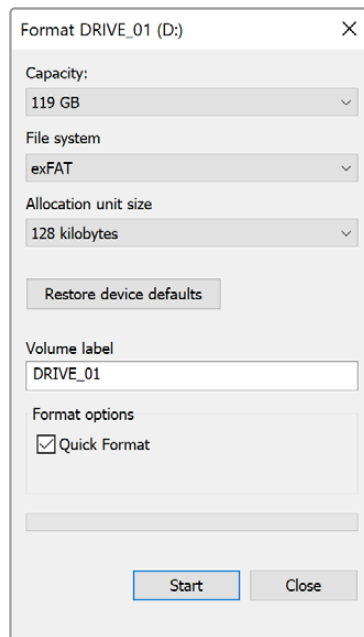 Format DRIVE_01 (D:)
Capacity:
119 GB
File system
exFAT
Allocation unit size
128 kilobytes
Restore device defaults
Volume label
DRIVE_01
Format options
Quick Format
Start
Close